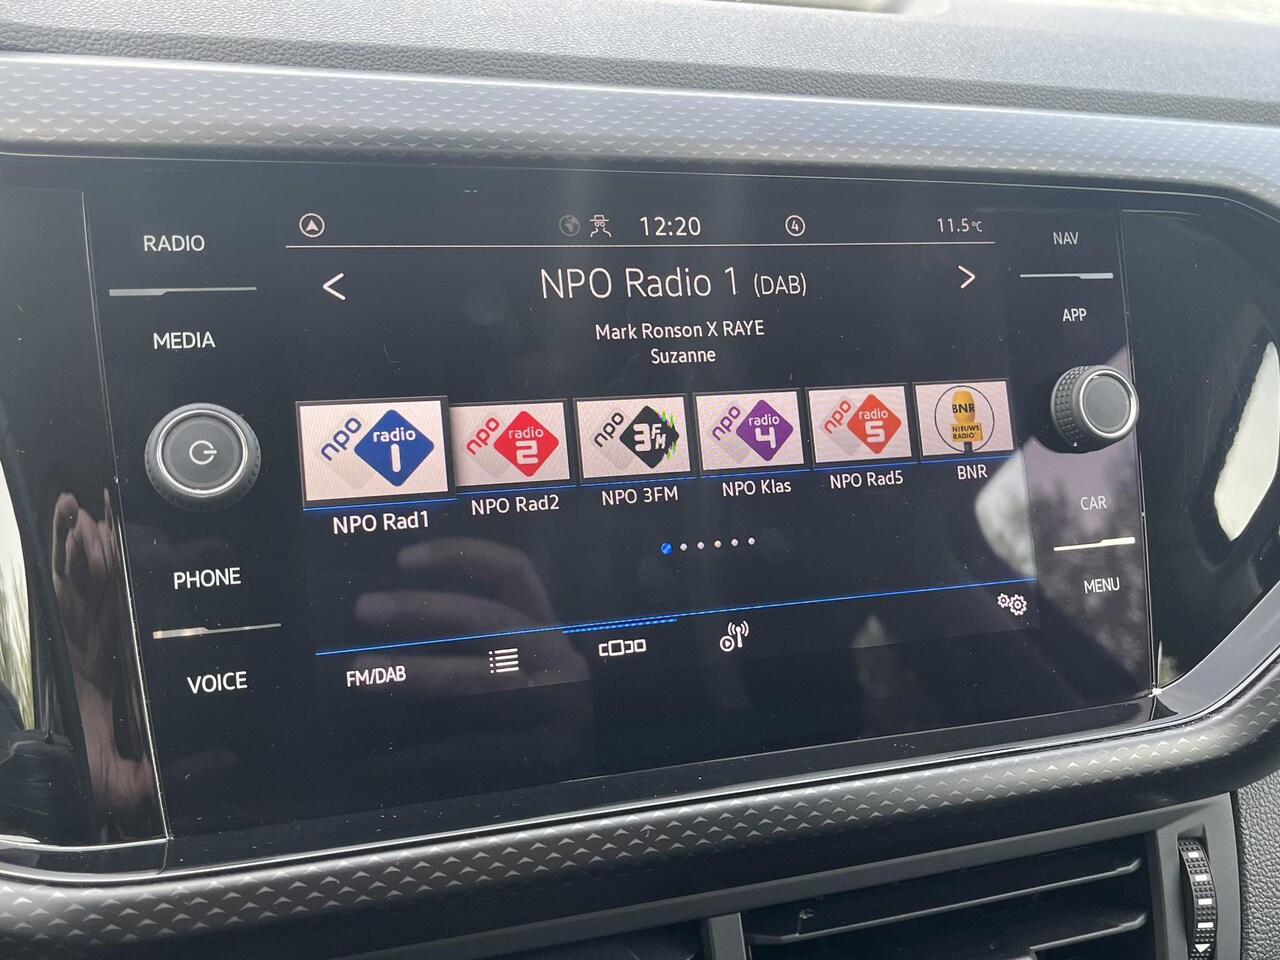 RADIO
MEDIA
PHONE
VOICE
12:20
4
11.5°C
NPO Radio 1 (DAB)
Mark Ronson X RAYE
Suzanne
npo radio 1
npo radio 2
npo 3FM
npo radio 4
npo radio 5
BNR NIEUWS RADIO
NPO Rad1
NPO Rad2
NPO 3FM
NPO Klas
NPO Rad5
BNR
FM/DAB
NAV
APP
CAR
MENU